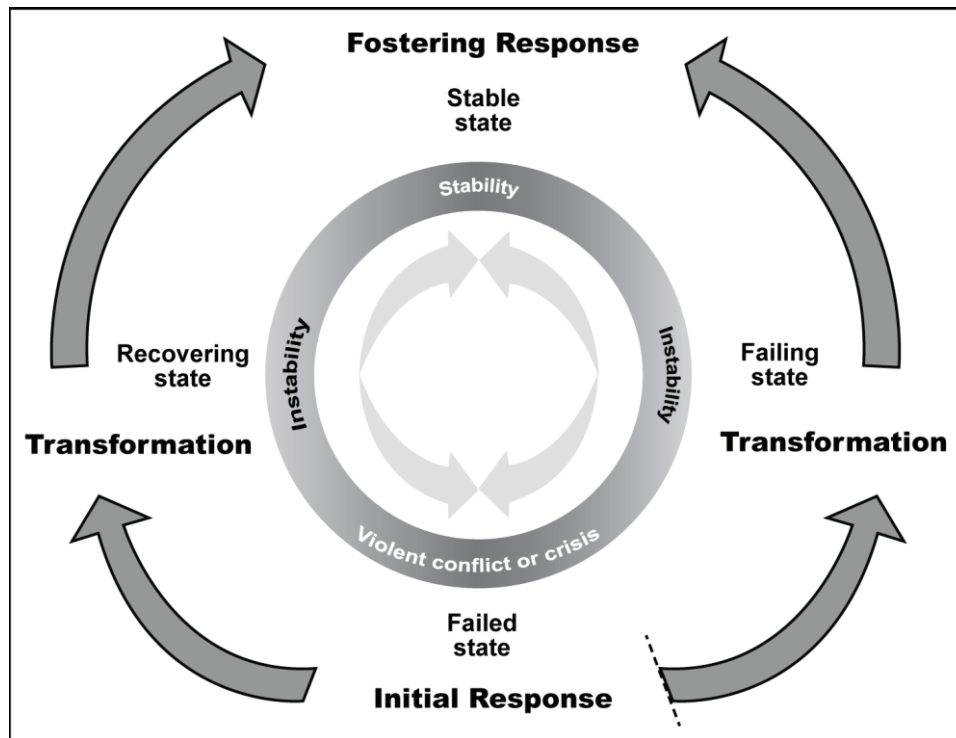 Fostering Response
Stable
state
Stability
Instability
Instability
Recovering
state
Failing
state
Transformation
Transformation
Violent conflict or crisis
Failed
state
Initial Response